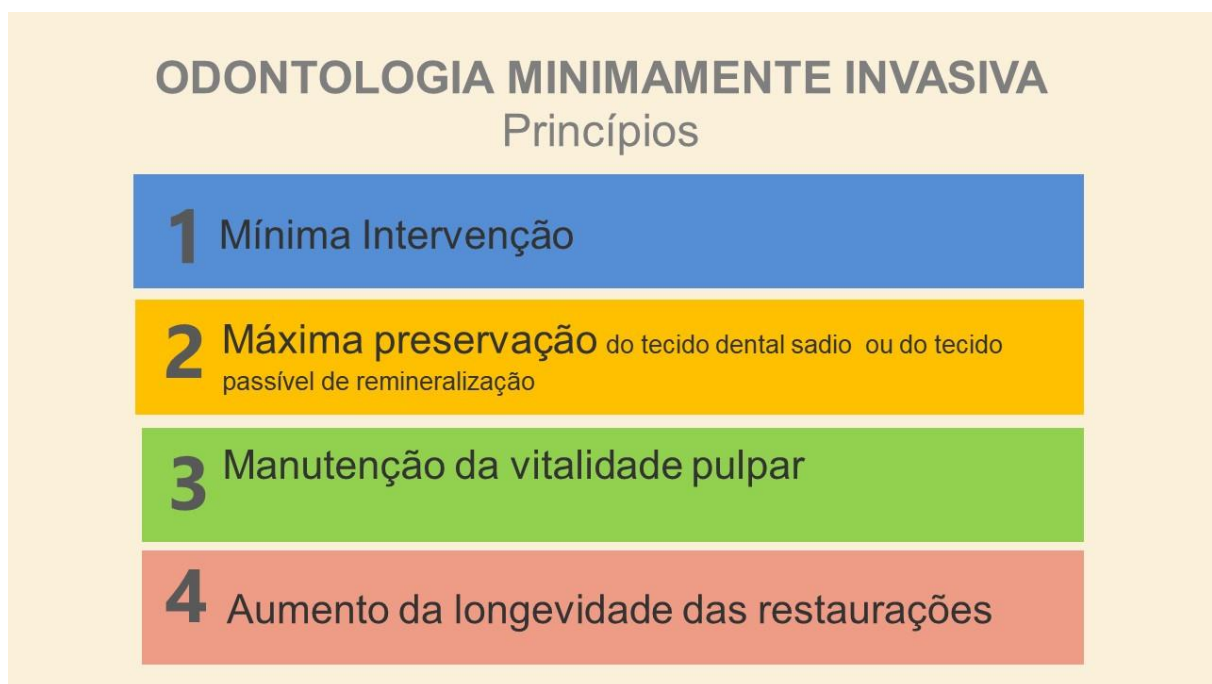 ODONTOLOGIA MINIMAMENTE INVASIVA
Princípios
1 Mínima Intervenção
2 Máxima preservação do tecido dental sadio ou do tecido
passível de remineralização
3 Manutenção da vitalidade pulpar
4 Aumento da longevidade das restaurações